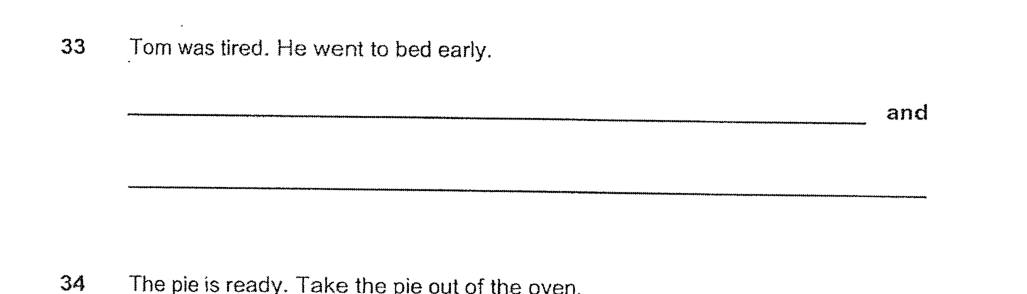 33 Tom was tired. He went to bed early.
and
34 The pie is ready. Take the pie out of the oven.